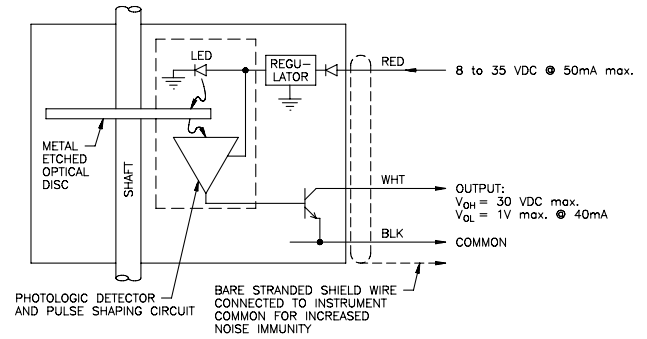 LED
REGU-
LATOR
RED
8 to 35 VDC @ 50mA max.
METAL
ETCHED
OPTICAL
DISC
SHAFT
WHT
OUTPUT:
VOH = 30 VDC max.
VOL = 1V max. @ 40mA
BLK
COMMON
PHOTOLOGIC DETECTOR
AND PULSE SHAPING CIRCUIT
BARE STRANDED SHIELD WIRE
CONNECTED TO INSTRUMENT
COMMON FOR INCREASED
NOISE IMMUNITY